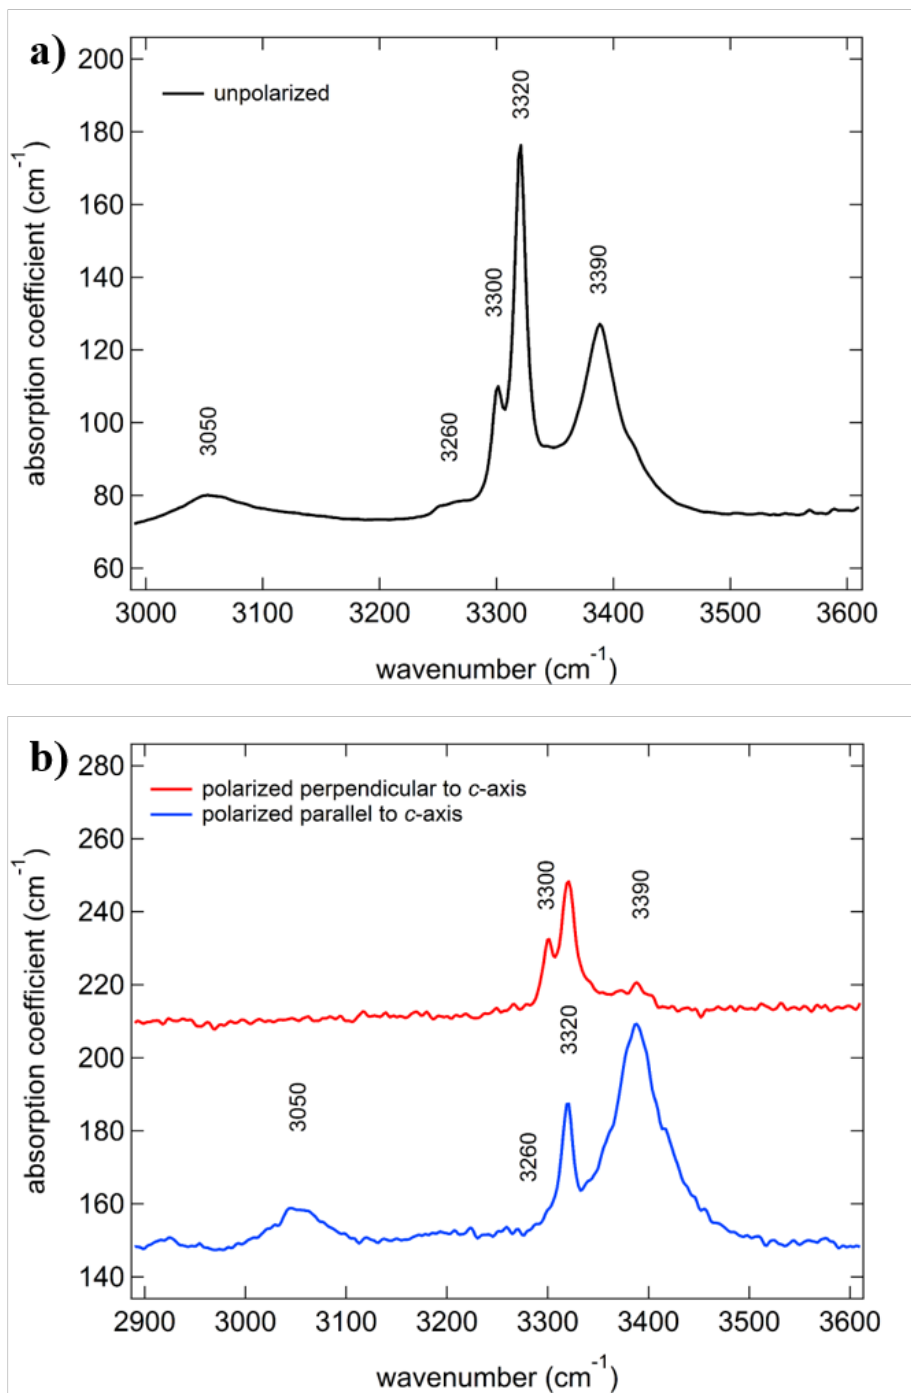 a)
unpolarized
3050
3260
3300
3320
3390
200
180
160
140
120
100
80
60
absorption coefficient (cm⁻¹)
3000 3100 3200 3300 3400 3500 3600
wavenumber (cm⁻¹)
b)
polarized perpendicular to c-axis
polarized parallel to c-axis
3300
3390
3320
3050
3260
280
260
240
220
200
180
160
140
absorption coefficient (cm⁻¹)
2900 3000 3100 3200 3300 3400 3500 3600
wavenumber (cm⁻¹)